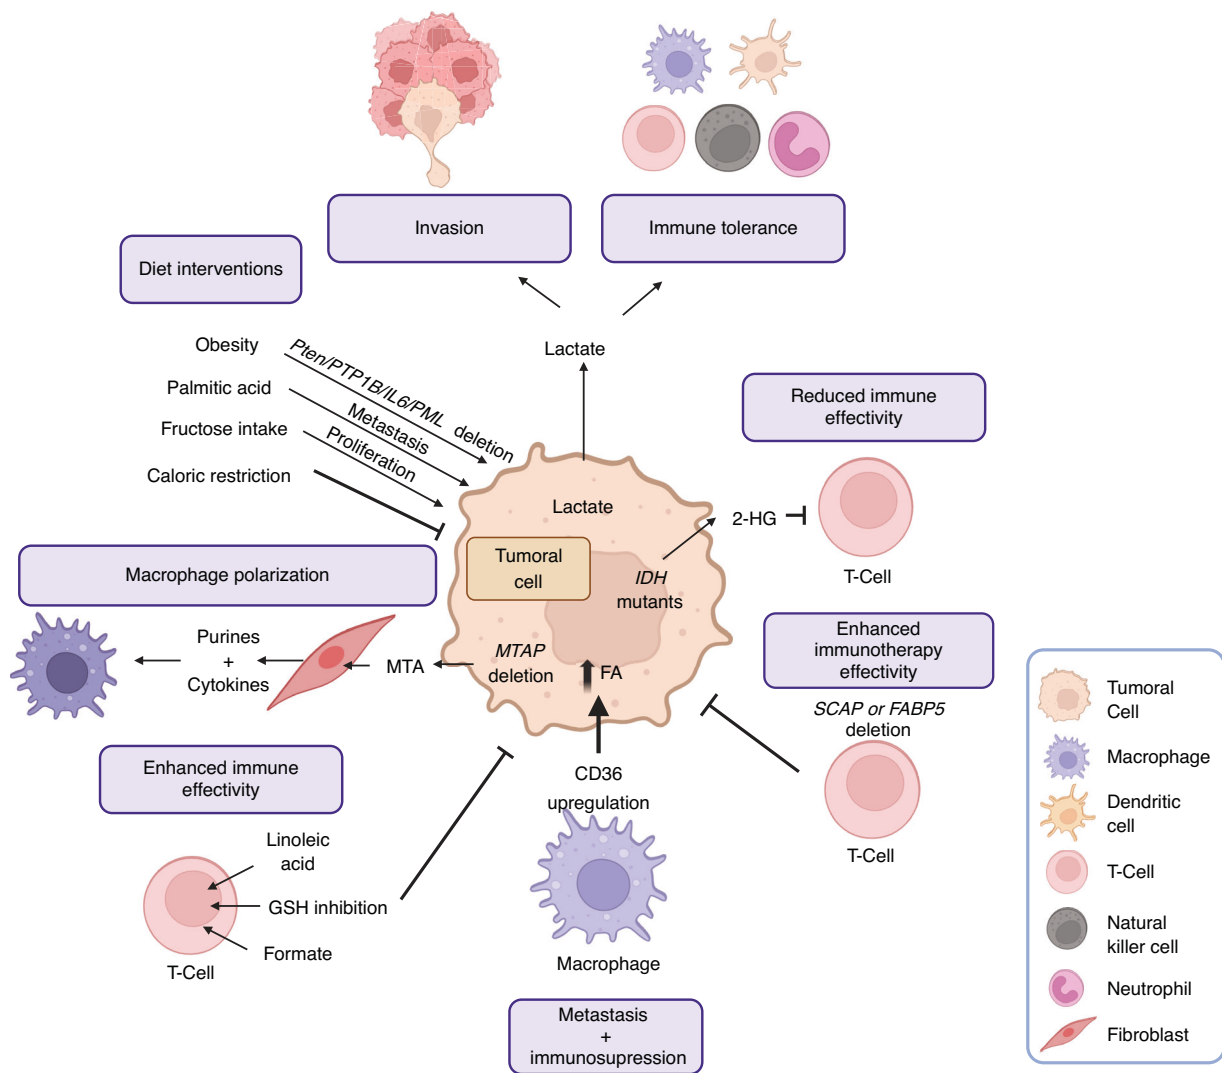 Invasion
Immune tolerance
Diet interventions
Lactate
Obesity
Pten/PTP1B/IL6/PML deletion
Palmitic acid
Metastasis
Fructose intake
Proliferation
Caloric restriction
Reduced immune
effectivity
Lactate
2-HG
T-Cell
Tumoral
cell
IDH
mutants
Macrophage polarization
Purines
+
Cytokines
MTA
MTAP
deletion
FA
Enhanced
immunotherapy
effectivity
SCAP or FABP5
deletion
T-Cell
Enhanced immune
effectivity
Linoleic
acid
GSH inhibition
Formate
T-Cell
CD36
upregulation
Macrophage
Metastasis
+
immunosupression
Tumoral
Cell
Macrophage
Dendritic
cell
T-Cell
Natural
killer cell
Neutrophil
Fibroblast